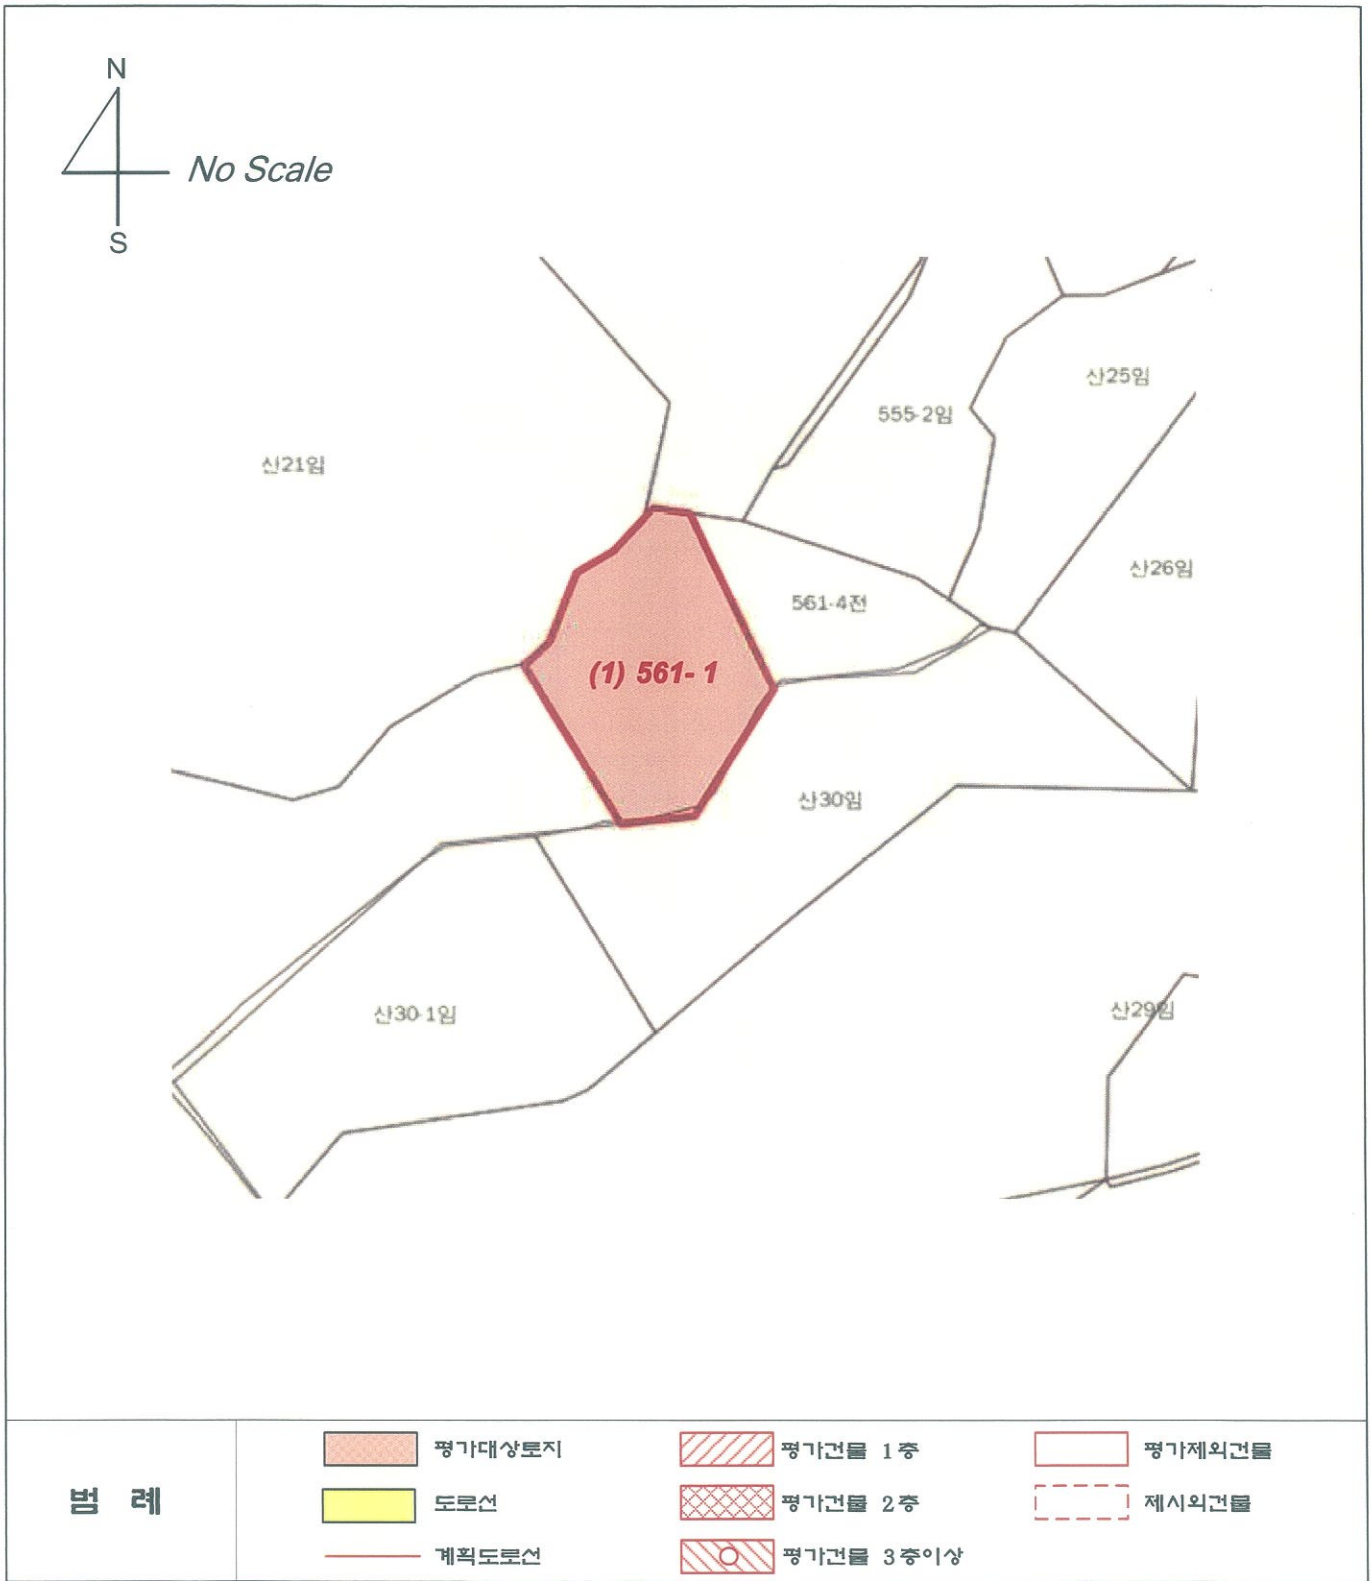 N
No Scale
S
산25임
555-2임
산21임
산26임
561-4전
(1) 561-1
산30임
산29임
산30-1임
범 례
평가대상토지
평가건물 1층
평가제외건물
도로선
평가건물 2층
제시외건물
계획도로선
평가건물 3층이상